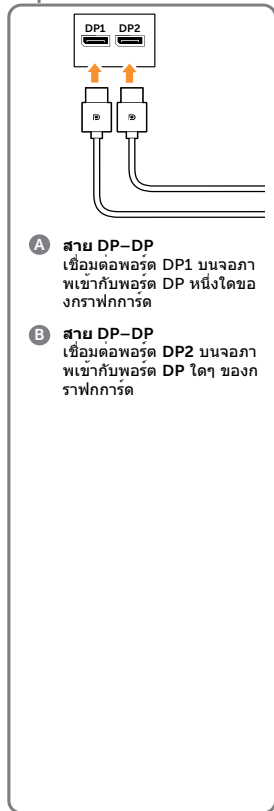 DP1 DP2
A สาย DP–DP
เชื่อมต่อพอร์ต DP1 บนจอภา
พเข้ากับพอร์ต DP หนึ่งใดขอ
งกราฟกการ์ด
B สาย DP–DP
เชื่อมต่อพอร์ต DP2 บนจอภา
พเข้ากับพอร์ต DP ใดๆ ของก
ราฟกการ์ด